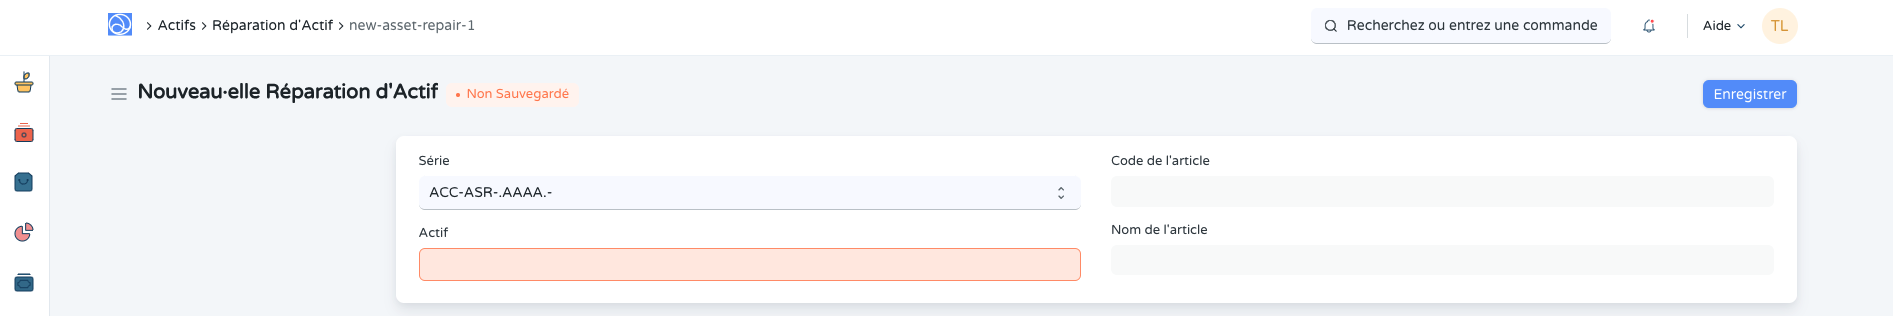 Actifs Réparation d'Actif new-asset-repair-1
Recherchez ou entrez une commande
Aide
TL
Nouveau·elle Réparation d'Actif
Non Sauvegardé
Enregistrer
Série
ACC-ASR-.AAAA.-
Actif
Code de l'article
Nom de l'article